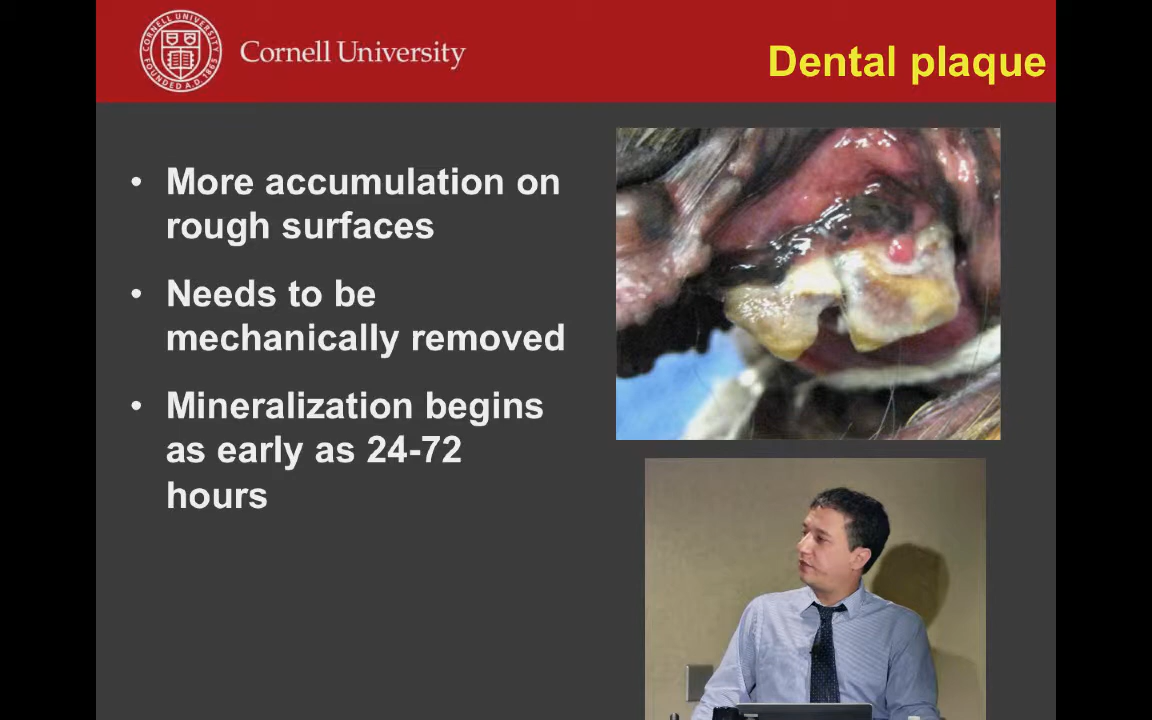 Cornell University
Dental plaque
• More accumulation on
rough surfaces
• Needs to be
mechanically removed
• Mineralization begins
as early as 24-72
hours